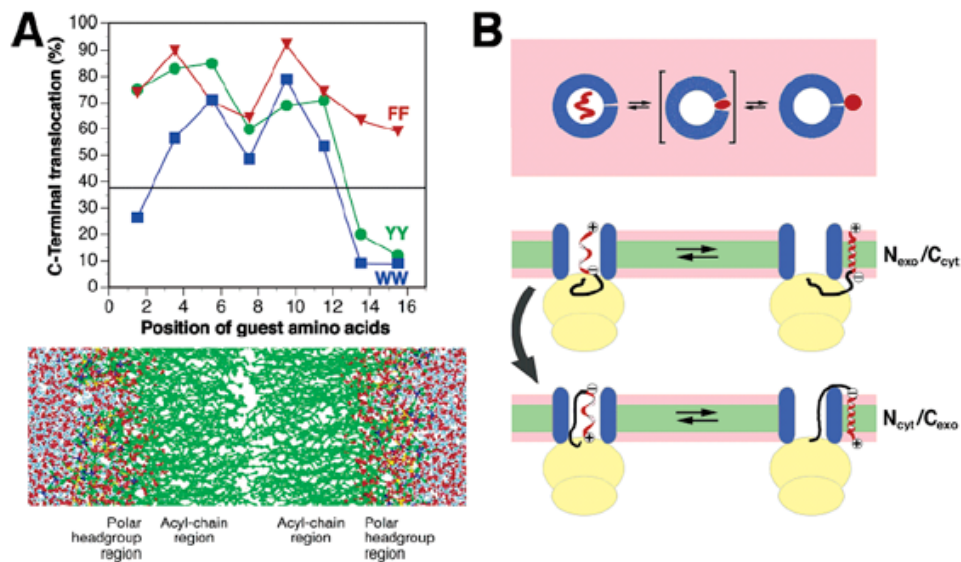 A
C-Terminal translocation (%)
100
90
80
70
60
50
40
30
20
10
0
FF
YY
WW
0 2 4 6 8 10 12 14 16
Position of guest amino acids
Polar headgroup region
Acyl-chain region
Acyl-chain region
Polar headgroup region
B
+
−
+
−
Nexo/Ccyt
−
+
−
+
Ncyt/Cexo